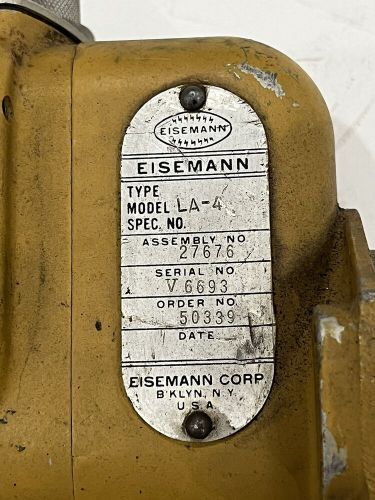 EISEMANN
EISEMANN
TYPE
MODEL LA-4
SPEC. NO.
ASSEMBLY NO
27676
SERIAL NO.
V 6693
ORDER NO.
50339
DATE
EISEMANN CORP.
B'KLYN, N.Y.
U.S.A.